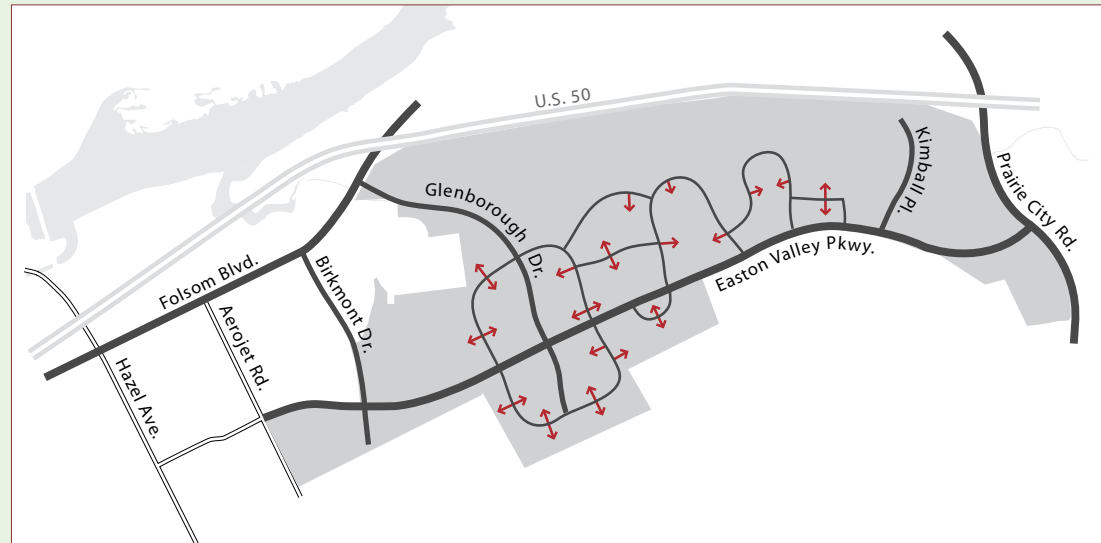 U.S. 50
Glenborough Dr.
Kimball Pl.
Prairie City Rd.
Folsom Blvd.
Birkmont Dr.
Easton Valley Pkwy.
Aerojet Rd.
Hazel Ave.